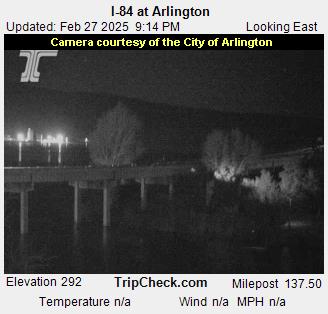 I-84 at Arlington
Updated: Feb 27 2025 9:14 PM Looking East
Camera courtesy of the City of Arlington
Elevation 292 TripCheck.com Milepost 137.50
Temperature n/a Wind n/a MPH n/a